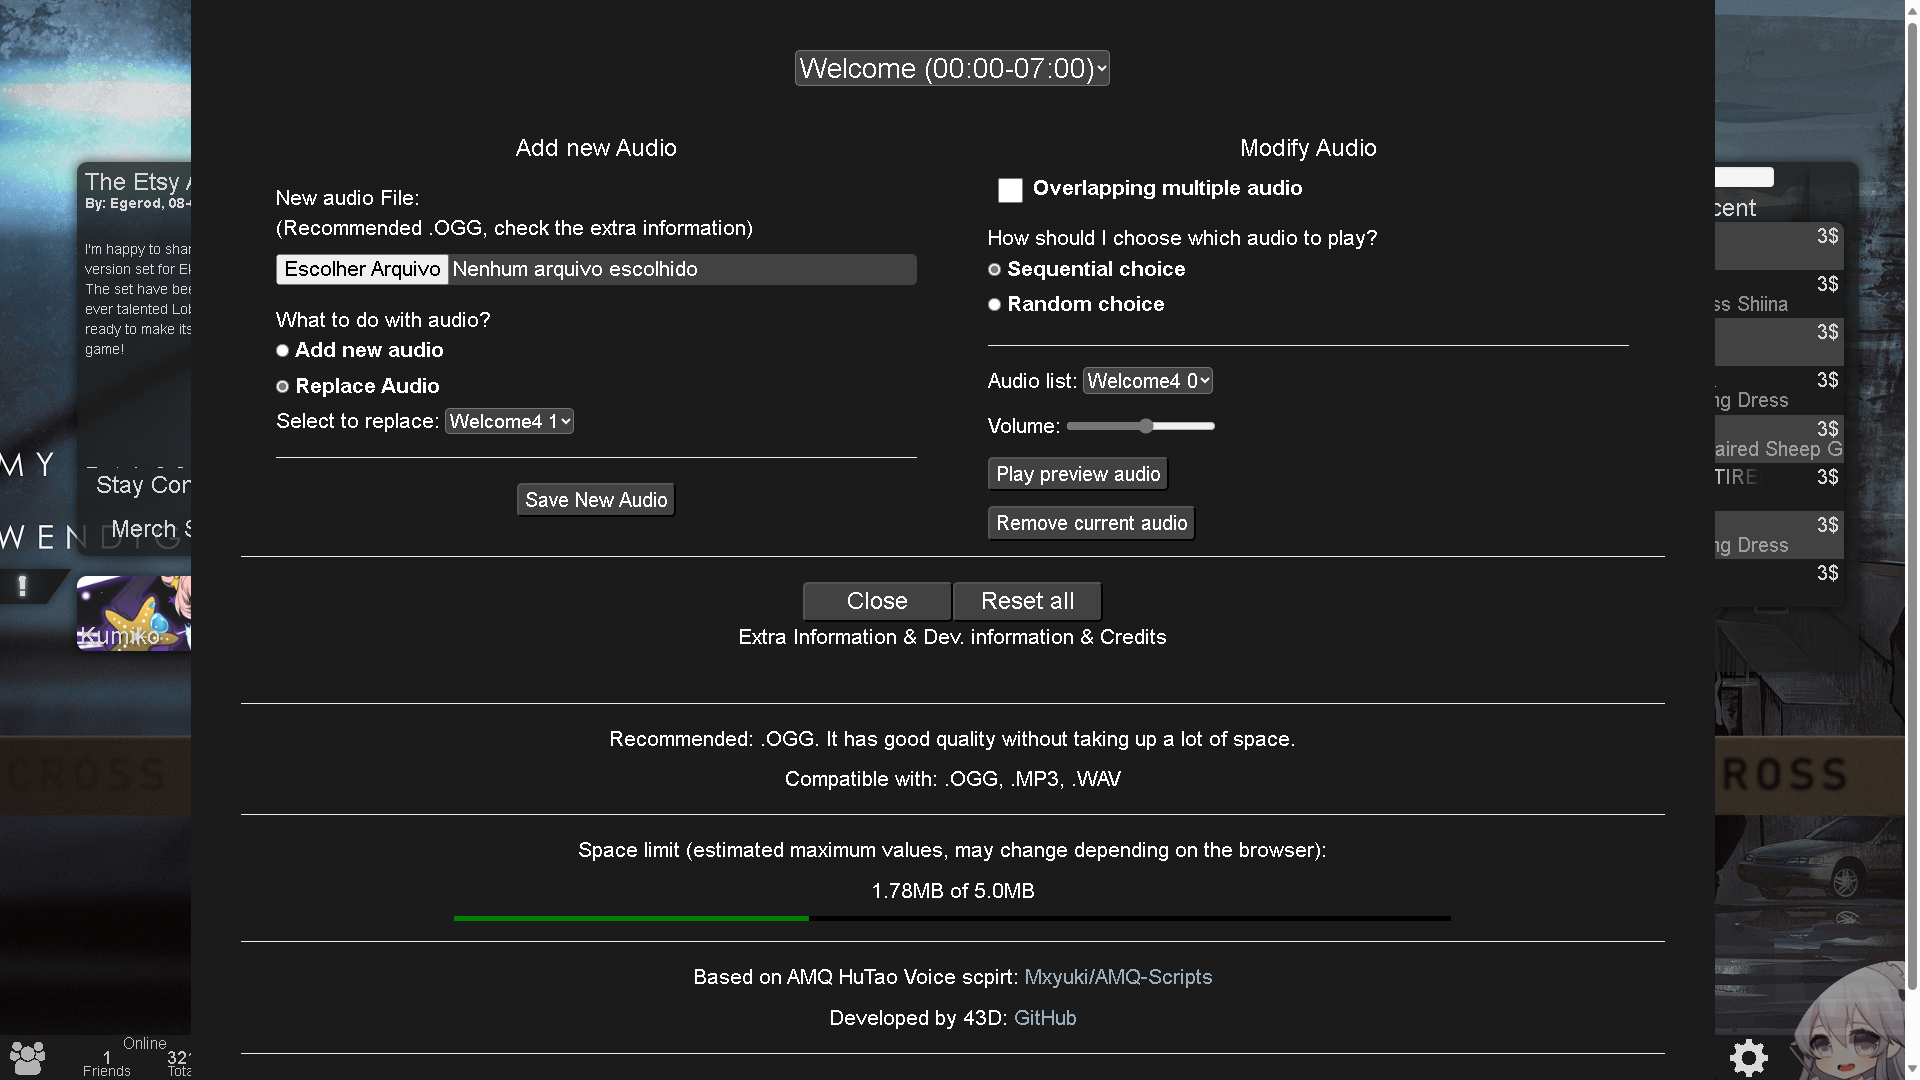 Welcome (00:00-07:00)
Add new Audio
New audio File:
(Recommended .OGG, check the extra information)
Escolher Arquivo Nenhum arquivo escolhido
What to do with audio?
Add new audio
Replace Audio
Select to replace: Welcome4 1
Save New Audio
Modify Audio
Overlapping multiple audio
How should I choose which audio to play?
Sequential choice
Random choice
Audio list: Welcome4 0
Volume:
Play preview audio
Remove current audio
Close
Reset all
Extra Information & Dev. information & Credits
Recommended: .OGG. It has good quality without taking up a lot of space.
Compatible with: .OGG, .MP3, .WAV
Space limit (estimated maximum values, may change depending on the browser):
1.78MB of 5.0MB
Based on AMQ HuTao Voice scpirt: Mxyuki/AMQ-Scripts
Developed by 43D: GitHub
The Etsy
By: Egerod, 08-
I'm happy to shar
version set for
The set have bee
ever talented
ready to make its
game!
MY
Stay Con
WENDIG
Merch S
!
Kumiko
CROSS
Online
1
Friends
32
Tota
cent
3$
3$
ss Shiina
3$
3$
ng Dress
3$
aired Sheep G
TIRE
3$
3$
ng Dress
3$
ROSS